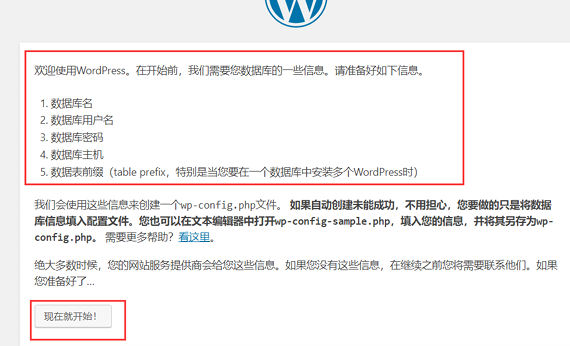 欢迎使用WordPress。在开始前，我们需要您数据库的一些信息。请准备好如下信息。
1. 数据库名
2. 数据库用户名
3. 数据库密码
4. 数据库主机
5. 数据表前缀（table prefix，特别是当您要在一个数据库中安装多个WordPress时）
我们会使用这些信息来创建一个wp-config.php文件。 如果自动创建未能成功，不用担心，您要做的只是将数据
库信息填入配置文件。您也可以在文本编辑器中打开wp-config-sample.php，填入您的信息，并将其另存为wp-
config.php。 需要更多帮助？看这里。
绝大多数时候，您的网站服务提供商会给您这些信息。如果您没有这些信息，在继续之前您将需要联系他们。如果
您准备好了…
现在就开始！